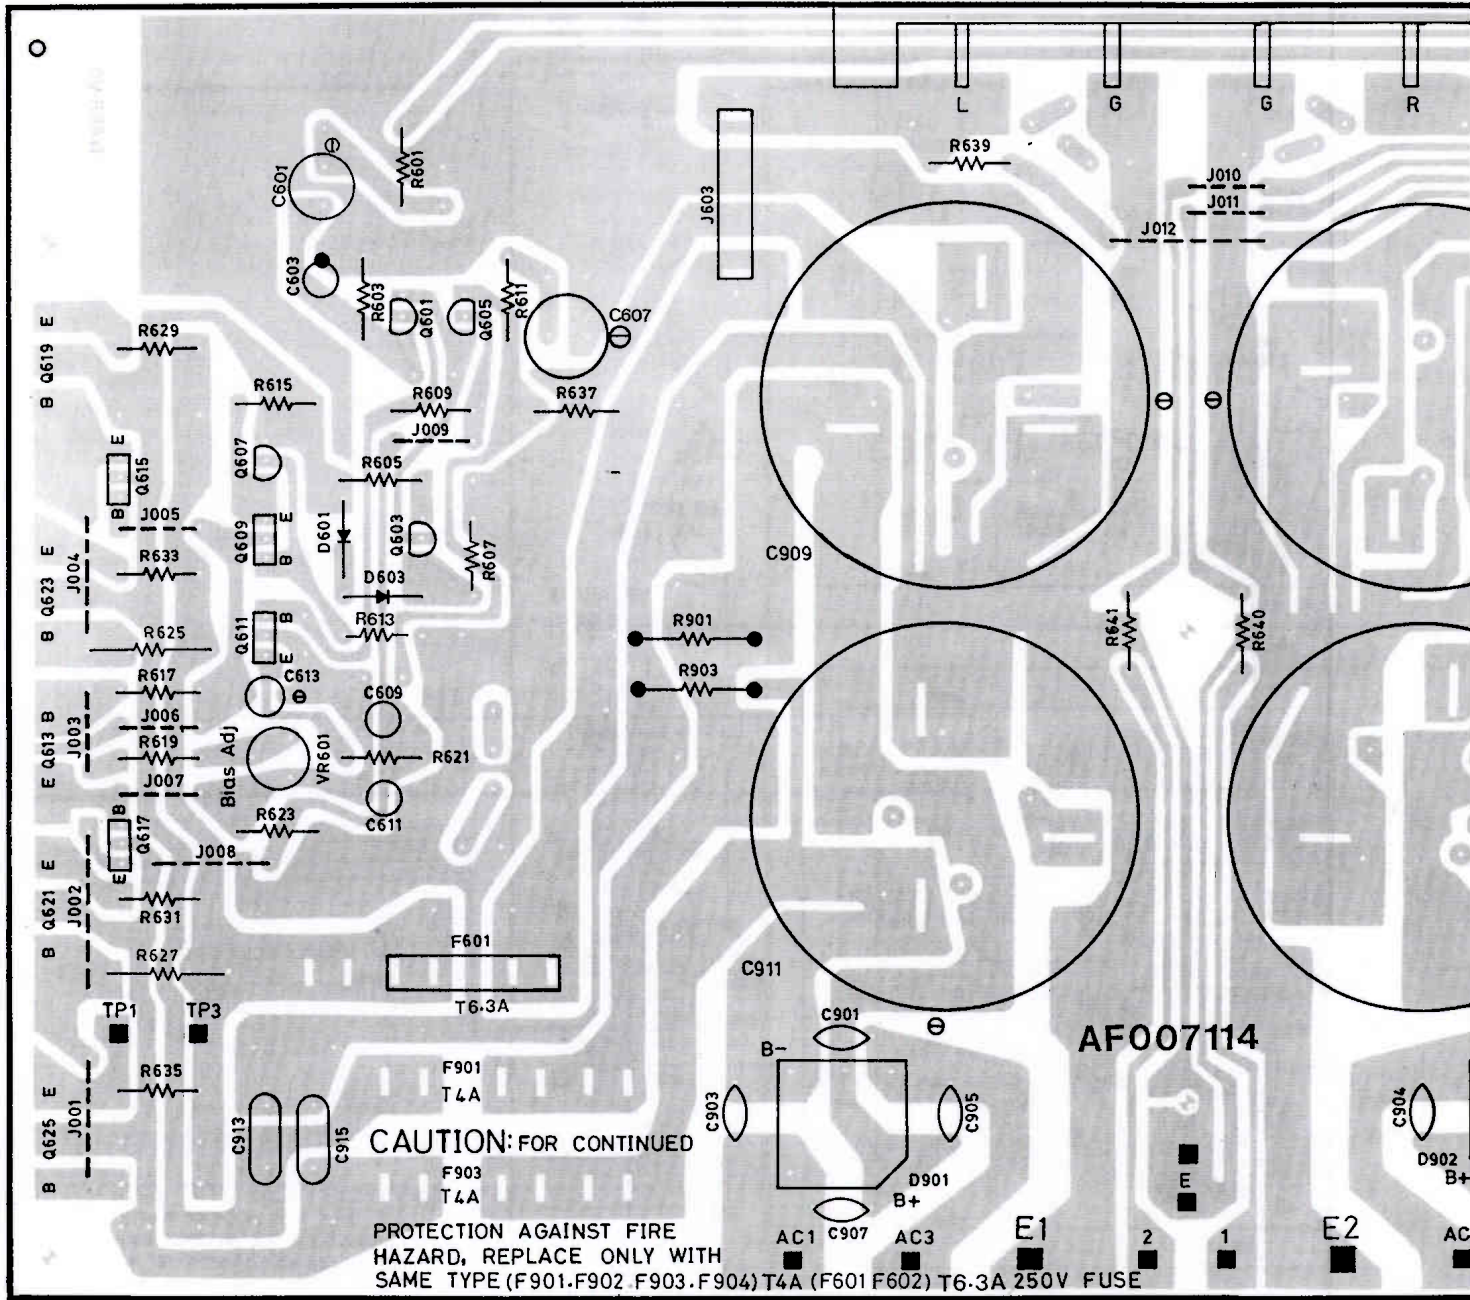 L G G R
R639
J010
J011
J012
C601
R601
J603
C603
R603
Q601
Q605
R611
C607
E
Q619
B
R629
R615
R609
R637
J009
E
Q615
B
Q607
R605
J005
E
Q609
B
D601
Q603
R607
C909
E
Q623
B
J004
R633
D603
R613
B
Q611
E
R625
R901
R641
R640
R903
R617
C613
C609
B
Q613
E
J003
J006
R619
J007
Bias Adj
VR601
R621
C611
B
Q617
E
R623
J008
E
Q621
B
J002
R631
F601
T6.3A
R627
C911
TP1 TP3
C901
B-
AF007114
E
Q625
B
J001
R635
F901
T4A
C903
C905
C904
C913
C915
CAUTION: FOR CONTINUED
F903
T4A
D901
B+
D902
B+
E
C907
PROTECTION AGAINST FIRE
HAZARD, REPLACE ONLY WITH
SAME TYPE (F901.F902 F903.F904) T4A (F601 F602) T6.3A 250V FUSE
AC1 AC3 E1 2 1 E2 AC